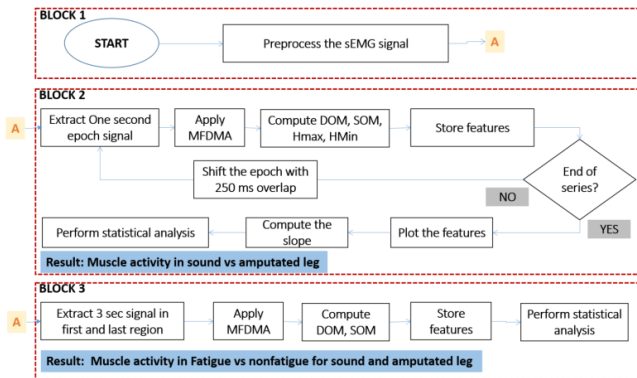 BLOCK 1
START
Preprocess the sEMG signal
A
BLOCK 2
A
Extract One second
epoch signal
Apply
MFDMA
Compute DOM, SOM,
Hmax, HMin
Store features
End of
series?
Shift the epoch with
250 ms overlap
NO
YES
Perform statistical analysis
Compute the
slope
Plot the features
Result: Muscle activity in sound vs amputated leg
BLOCK 3
A
Extract 3 sec signal in
first and last region
Apply
MFDMA
Compute
DOM, SOM
Store
features
Perform statistical
analysis
Result: Muscle activity in Fatigue vs nonfatigue for sound and amputated leg